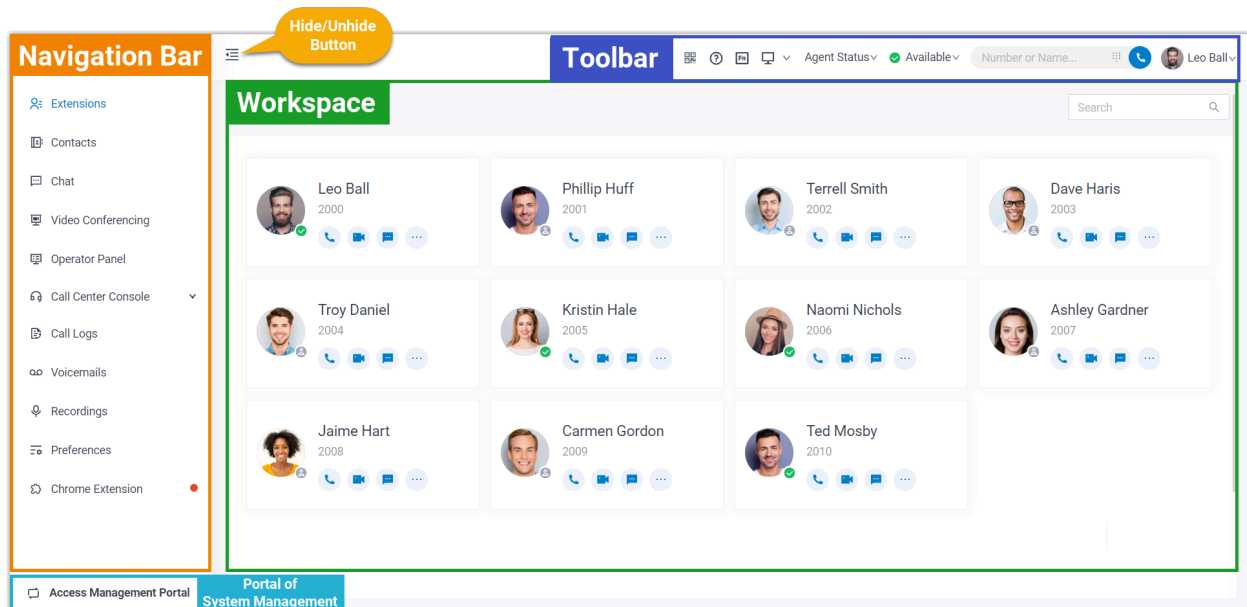 Hide/Unhide
Button
Navigation Bar
Toolbar
Fn
Agent Status
Available
Number or Name...
Leo Ball
Extensions
Contacts
Chat
Video Conferencing
Operator Panel
Call Center Console
Call Logs
Voicemails
Recordings
Preferences
Chrome Extension
Workspace
Search
Leo Ball
2000
Phillip Huff
2001
Terrell Smith
2002
Dave Haris
2003
Troy Daniel
2004
Kristin Hale
2005
Naomi Nichols
2006
Ashley Gardner
2007
Jaime Hart
2008
Carmen Gordon
2009
Ted Mosby
2010
Access Management Portal
Portal of
System Management